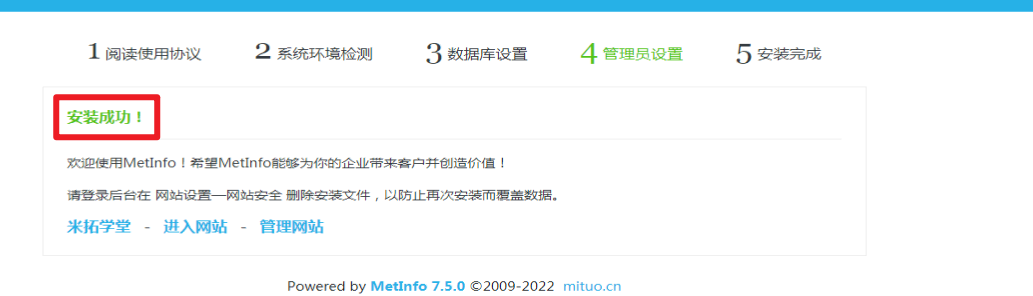 1 阅读使用协议 2 系统环境检测 3 数据库设置 4 管理员设置 5 安装完成
安装成功！
欢迎使用MetInfo！希望MetInfo能够为你的企业带来客户并创造价值！
请登录后台在 网站设置—网站安全 删除安装文件，以防止再次安装而覆盖数据。
米拓学堂 - 进入网站 - 管理网站
Powered by MetInfo 7.5.0 ©2009-2022 mituo.cn